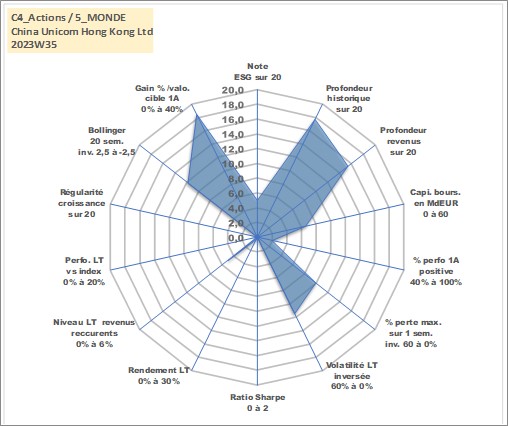 C4_Actions / 5_MONDE
China Unicom Hong Kong Ltd
2023W35
Note
ESG sur 20
Profondeur
historique
sur 20
Profondeur
revenus
sur 20
Capi. bours.
en MdEUR
0 à 60
% perfo 1A
positive
40% à 100%
% perte max.
sur 1 sem.
inv. 60 à 0%
Volatilité LT
inversée
60% à 0%
Ratio Sharpe
0 à 2
Rendement LT
0% à 30%
Niveau LT revenus
reccurents
0% à 6%
Perfo. LT
vs index
0% à 20%
Régularité
croissance
sur 20
Bollinger
20 sem.
inv. 2,5 à -2,5
Gain % /valo.
cible 1A
0% à 40%
20,0
18,0
16,0
14,0
12,0
10,0
8,0
6,0
4,0
2,0
0,0